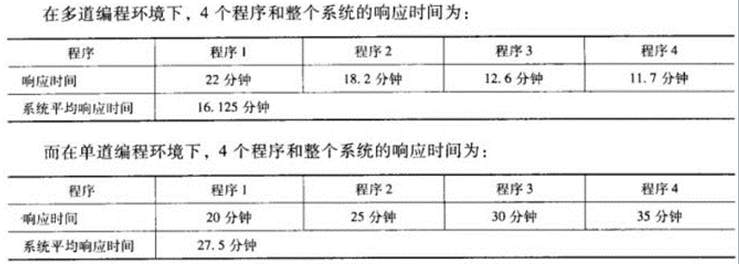 在多道编程环境下，4 个程序和整个系统的响应时间为：
程序 程序 1 程序 2 程序 3 程序 4
响应时间 22 分钟 18.2 分钟 12.6 分钟 11.7 分钟
系统平均响应时间 16.125 分钟
而在单道编程环境下，4 个程序和整个系统的响应时间为：
程序 程序 1 程序 2 程序 3 程序 4
响应时间 20 分钟 25 分钟 30 分钟 35 分钟
系统平均响应时间 27.5 分钟